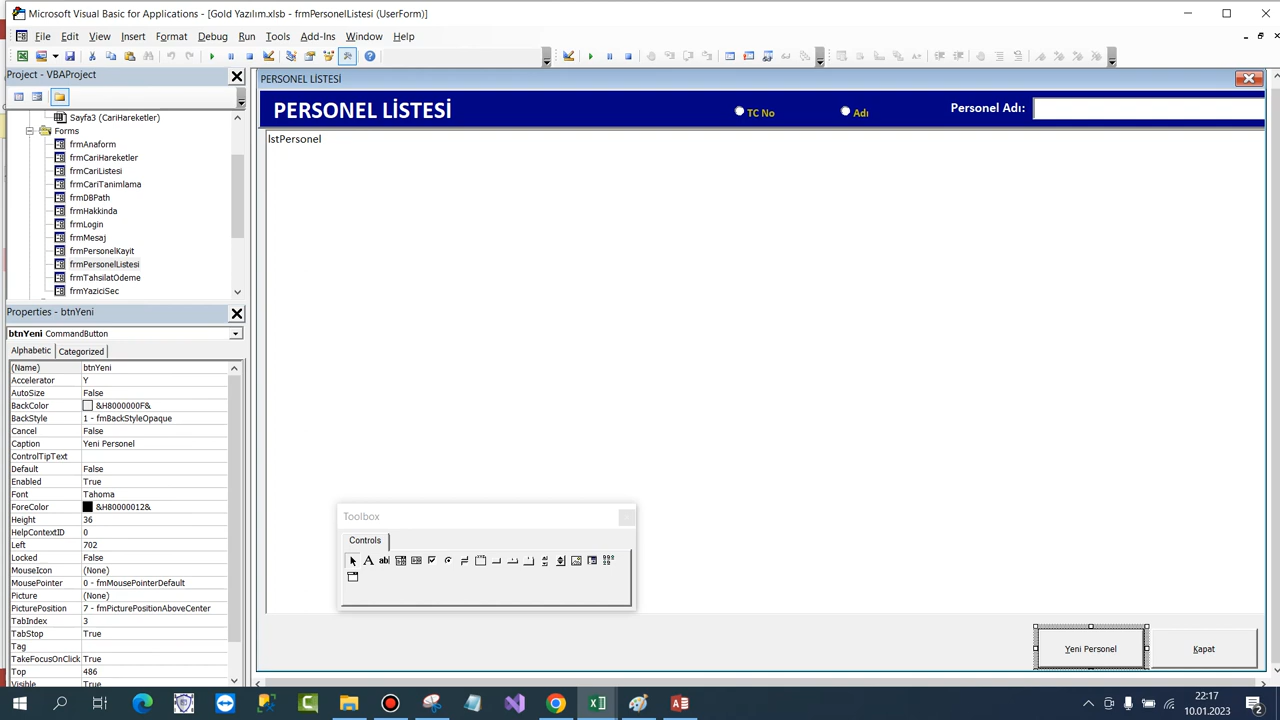 Microsoft Visual Basic for Applications - [Gold Yazılım.xlsb - frmPersonelListesi (UserForm)]
File Edit View Insert Format Debug Run Tools Add-Ins Window Help
Project - VBAProject
Sayfa3 (CariHareketler)
Forms
frmAnaform
frmCariHareketler
frmCariListesi
frmCariTanimlama
frmDBPath
frmHakkinda
frmLogin
frmMesaj
frmPersonelKayit
frmPersonelListesi
frmTahsilatOdeme
frmYaziciSec
Properties - btnYeni
btnYeni CommandButton
Alphabetic Categorized
(Name) btnYeni
Accelerator Y
AutoSize False
BackColor &H8000000F&
BackStyle 1 - fmBackStyleOpaque
Cancel False
Caption Yeni Personel
ControlTipText
Default False
Enabled True
Font Tahoma
ForeColor &H80000012&
Height 36
HelpContextID 0
Left 702
Locked False
MouseIcon (None)
MousePointer 0 - fmMousePointerDefault
Picture (None)
PicturePosition 7 - fmPicturePositionAboveCenter
TabIndex 3
TabStop True
Tag
TakeFocusOnClick True
Top 486
Visible True
PERSONEL LİSTESİ
PERSONEL LİSTESİ
TC No
Adı
Personel Adı:
lstPersonel
Toolbox
Controls
A abl
Yeni Personel
Kapat
22:17
10.01.2023
2